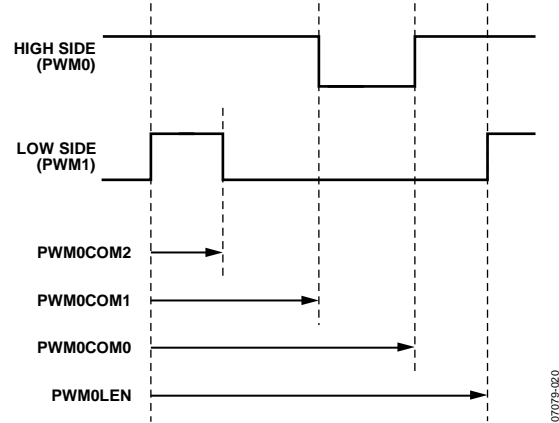 HIGH SIDE
(PWM0)
LOW SIDE
(PWM1)
PWM0COM2
PWM0COM1
PWM0COM0
PWM0LEN
07079-020